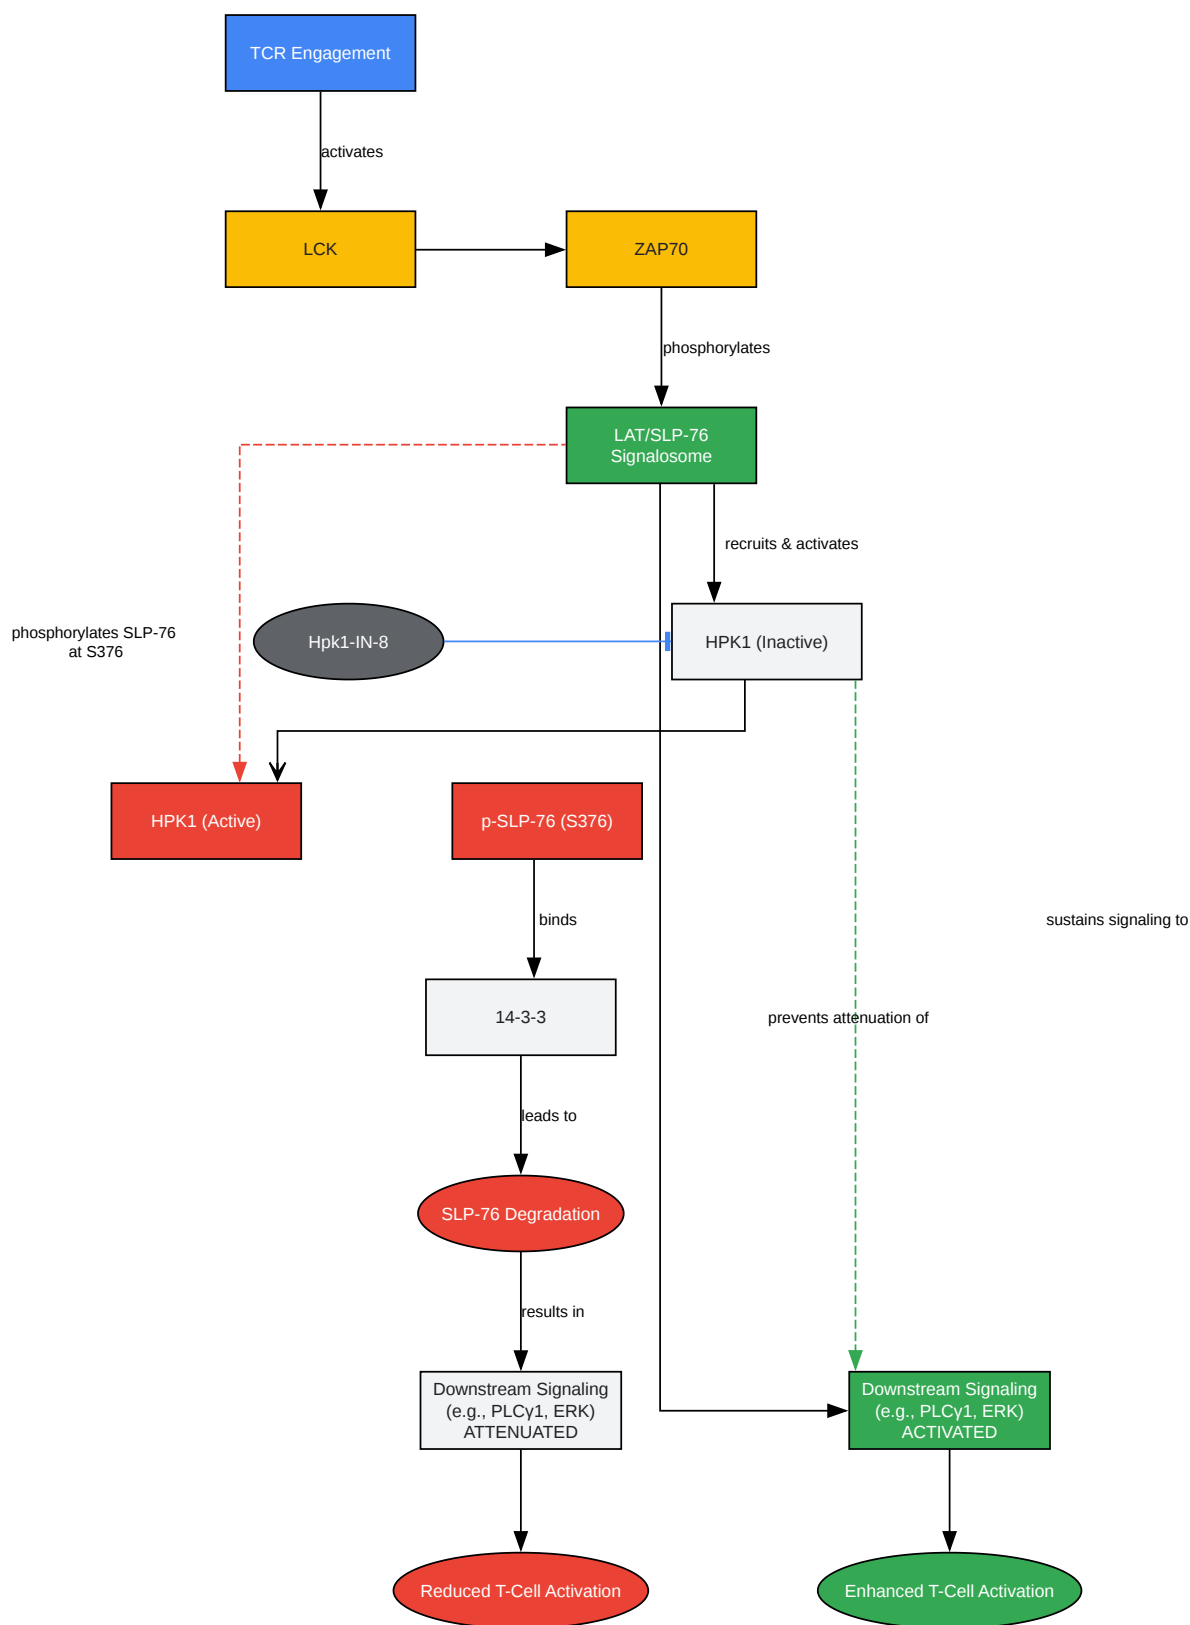 TCR Engagement
activates
LCK
ZAP70
phosphorylates
LAT/SLP-76
Signalosome
recruits & activates
phosphorylates SLP-76
at S376
Hpk1-IN-8
HPK1 (Inactive)
HPK1 (Active)
p-SLP-76 (S376)
binds
sustains signaling to
14-3-3
prevents attenuation of
leads to
SLP-76 Degradation
results in
Downstream Signaling
(e.g., PLCγ1, ERK)
ATTENUATED
Downstream Signaling
(e.g., PLCγ1, ERK)
ACTIVATED
Reduced T-Cell Activation
Enhanced T-Cell Activation